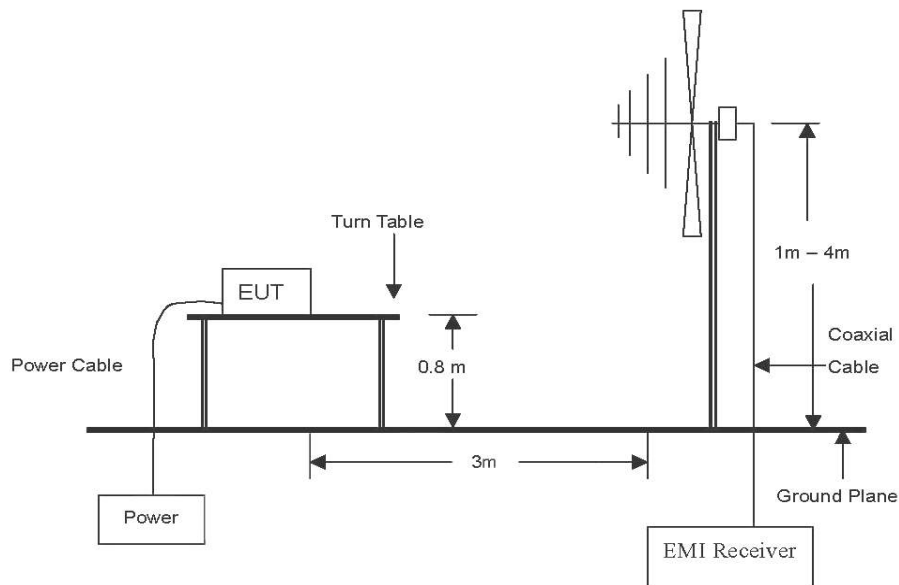 Turn Table
1m – 4m
EUT
Power Cable
0.8 m
Coaxial
Cable
3m
Ground Plane
Power
EMI Receiver